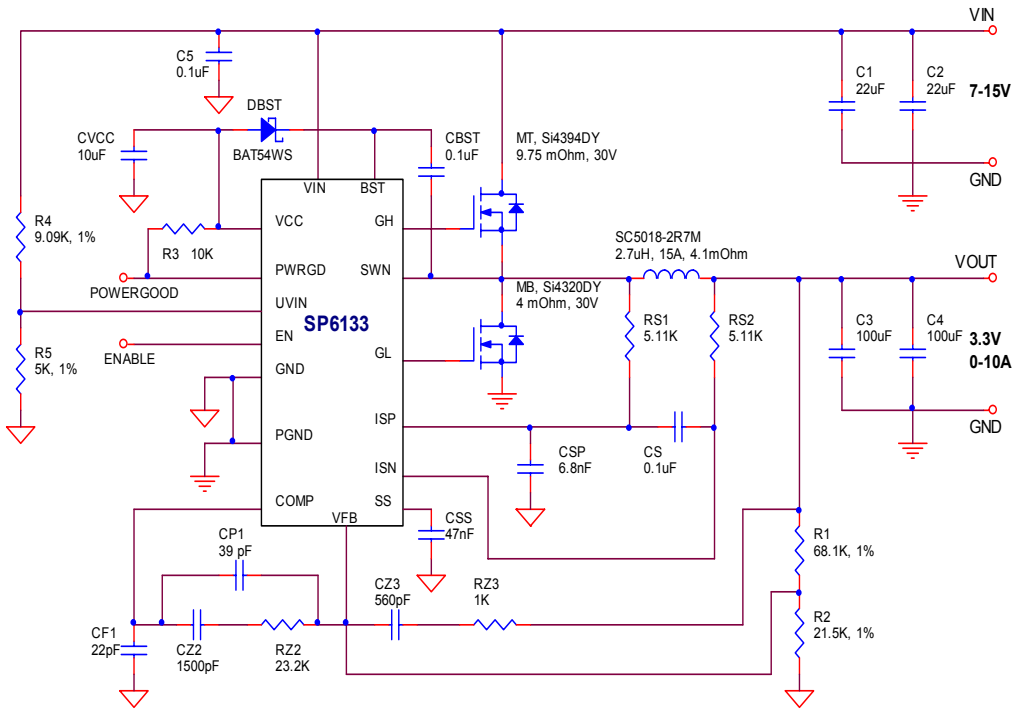 VIN
C5
0.1uF
C1
22uF
C2
22uF
7-15V
DBST
BAT54WS
CVCC
10uF
CBST
0.1uF
MT, Si4394DY
9.75 mOhm, 30V
GND
VIN
BST
R4
9.09K, 1%
R3 10K
VCC
GH
SC5018-2R7M
2.7uH, 15A, 4.1mOhm
PWRGD
SWN
VOUT
POWERGOOD
MB, Si4320DY
4 mOhm, 30V
UVIN
SP6133
EN
ENABLE
R5
5K, 1%
GL
RS1
5.11K
RS2
5.11K
C3
100uF
C4
100uF
3.3V
0-10A
GND
ISP
GND
PGND
CSP
6.8nF
CS
0.1uF
ISN
COMP
SS
VFB
CSS
47nF
CP1
39 pF
R1
68.1K, 1%
CZ3
560pF
RZ3
1K
CF1
22pF
CZ2
1500pF
RZ2
23.2K
R2
21.5K, 1%